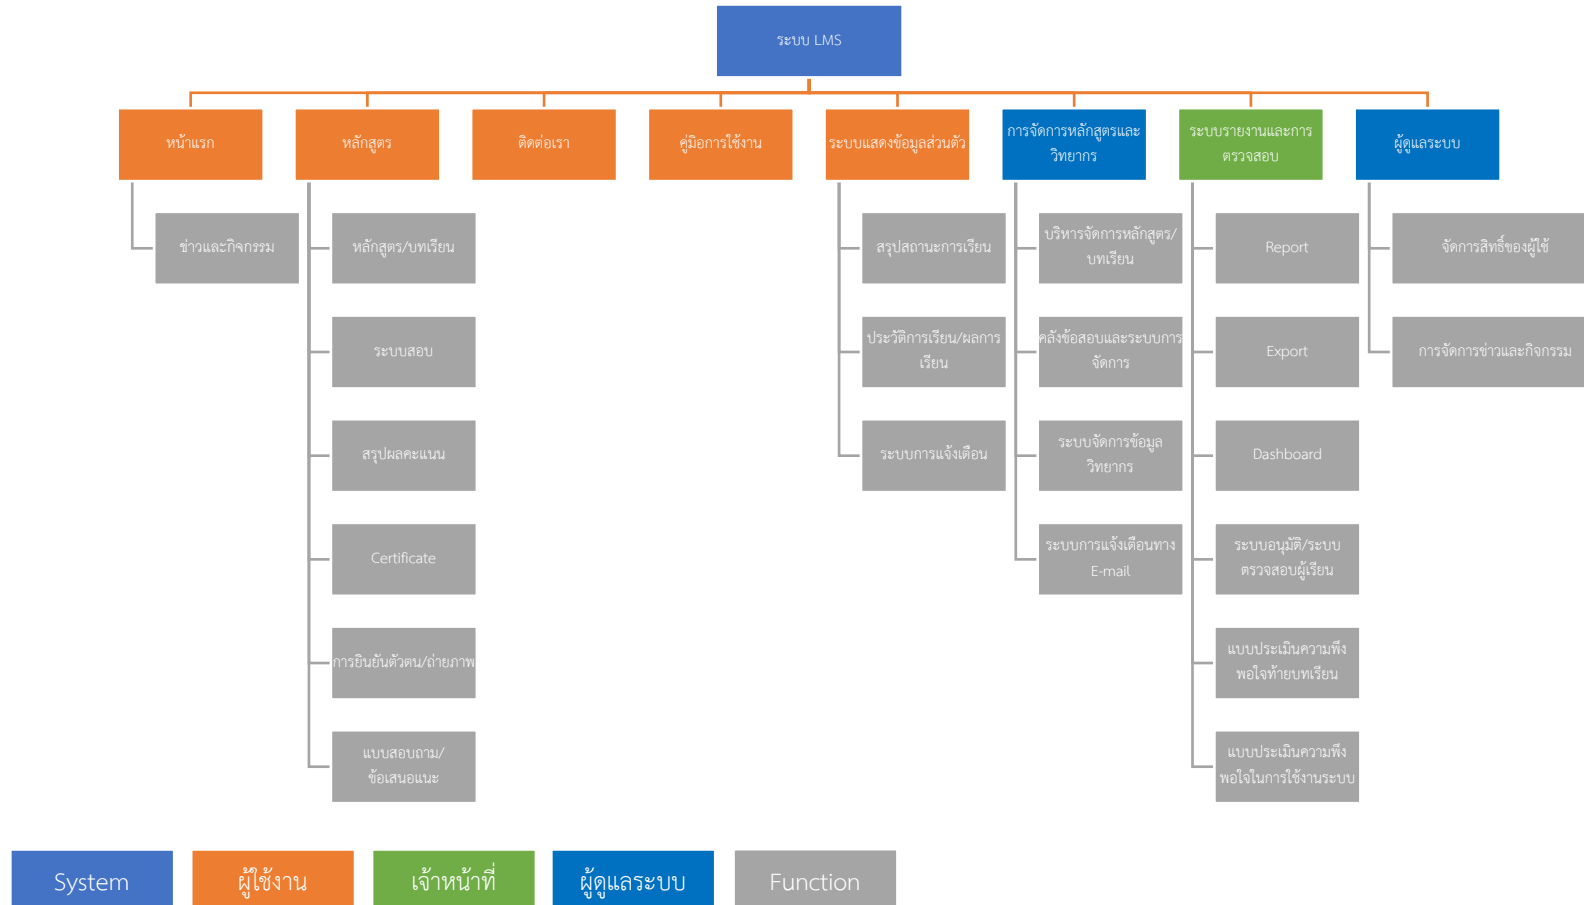 ระบบ LMS
หน้าแรก
หลักสูตร
ติดต่อเรา
คู่มือการใช้งาน
ระบบแสดงข้อมูลส่วนตัว
การจัดการหลักสูตรและ
วิทยากร
ระบบรายงานและการ
ตรวจสอบ
ผู้ดูแลระบบ
ข่าวและกิจกรรม
หลักสูตร/บทเรียน
ระบบสอบ
สรุปผลคะแนน
Certificate
การยินยันตัวตน/ถ่ายภาพ
แบบสอบถาม/
ข้อเสนอแนะ
สรุปสถานะการเรียน
ประวัติการเรียน/ผลการ
เรียน
ระบบการแจ้งเตือน
บริหารจัดการหลักสูตร/
บทเรียน
คลังข้อสอบและระบบการ
จัดการ
ระบบจัดการข้อมูล
วิทยากร
ระบบการแจ้งเตือนทาง
E-mail
Report
Export
Dashboard
ระบบอนุมัติ/ระบบ
ตรวจสอบผู้เรียน
แบบประเมินความพึง
พอใจท้ายบทเรียน
แบบประเมินความพึง
พอใจในการใช้งานระบบ
จัดการสิทธิ์ของผู้ใช้
การจัดการข่าวและกิจกรรม
System
ผู้ใช้งาน
เจ้าหน้าที่
ผู้ดูแลระบบ
Function